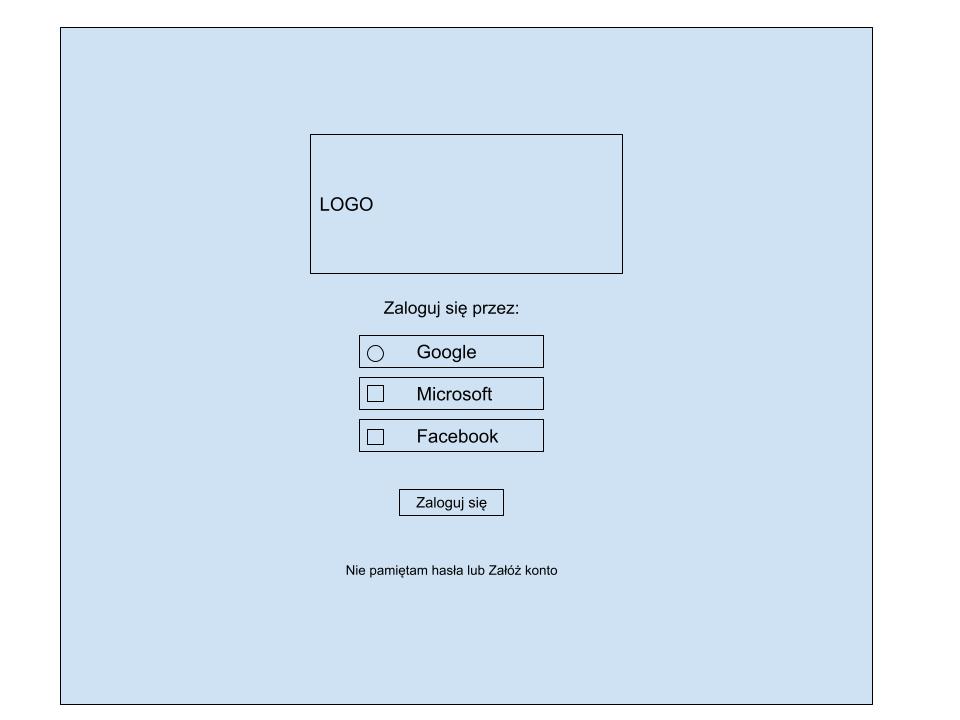 LOGO
Zaloguj się przez:
Google
Microsoft
Facebook
Zaloguj się
Nie pamiętam hasła lub Załóż konto